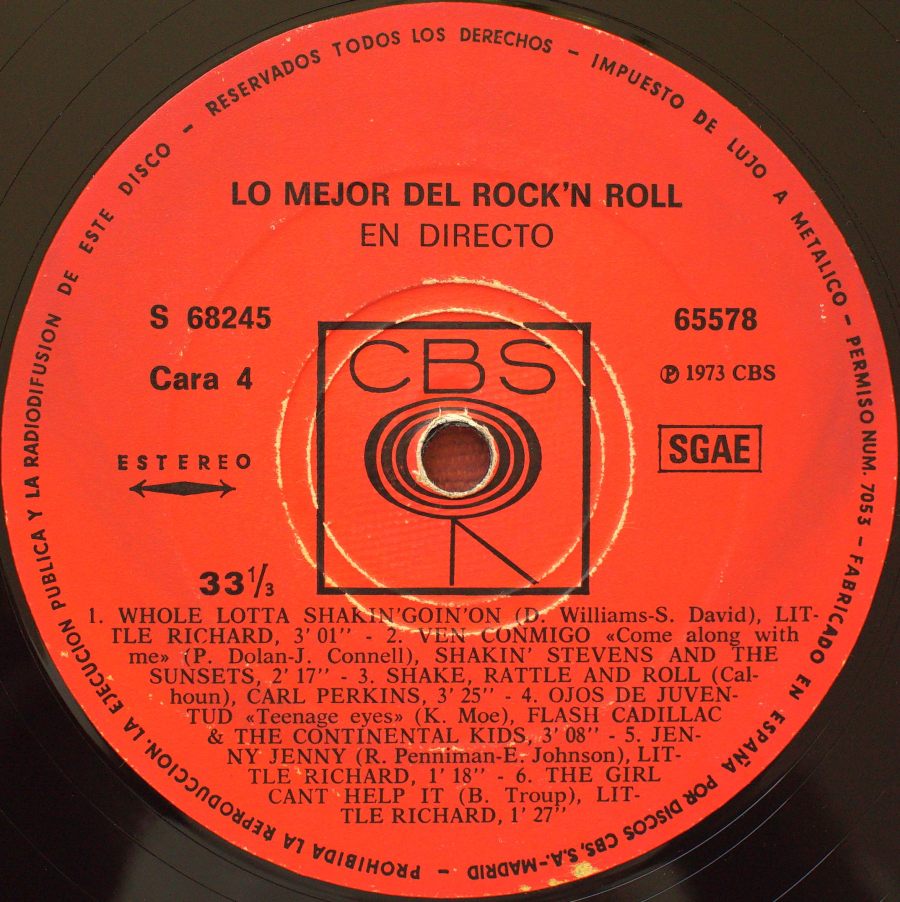 PROHIBIDA LA REPRODUCCION, LA EJECUCION PUBLICA Y LA RADIODIFUSION DE ESTE DISCO – RESERVADOS TODOS LOS DERECHOS – IMPUESTO DE LUJO A METALICO – PERMISO NUM. 7053 – FABRICADO EN ESPAÑA POR DISCOS CBS, S.A.-MADRID –
LO MEJOR DEL ROCK'N ROLL
EN DIRECTO
S 68245
65578
Cara 4
℗ 1973 CBS
CBS
ESTEREO
SGAE
33 1/3
1. WHOLE LOTTA SHAKIN'GOIN'ON (D. Williams-S. David), LIT-
TLE RICHARD, 3' 01'' - 2. VEN CONMIGO «Come along with
me» (P. Dolan-J. Connell), SHAKIN' STEVENS AND THE
SUNSETS, 2' 17'' - 3. SHAKE, RATTLE AND ROLL (Cal-
houn), CARL PERKINS, 3' 25'' - 4. OJOS DE JUVEN-
TUD «Teenage eyes» (K. Moe), FLASH CADILLAC
& THE CONTINENTAL KIDS, 3' 08'' - 5. JEN-
NY JENNY (R. Penniman-E. Johnson), LIT-
TLE RICHARD, 1' 18'' - 6. THE GIRL
CANT HELP IT (B. Troup), LIT-
TLE RICHARD, 1' 27''